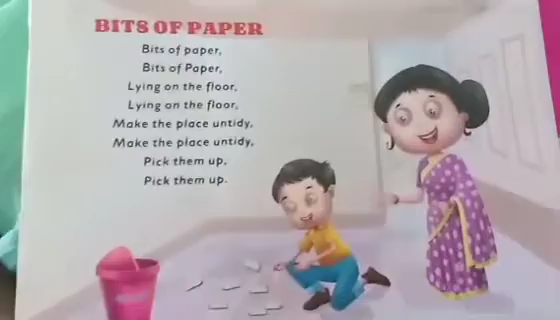 BITS OF PAPER
Bits of paper,
Bits of Paper,
Lying on the floor,
Lying on the floor,
Make the place untidy,
Make the place untidy,
Pick them up,
Pick them up.